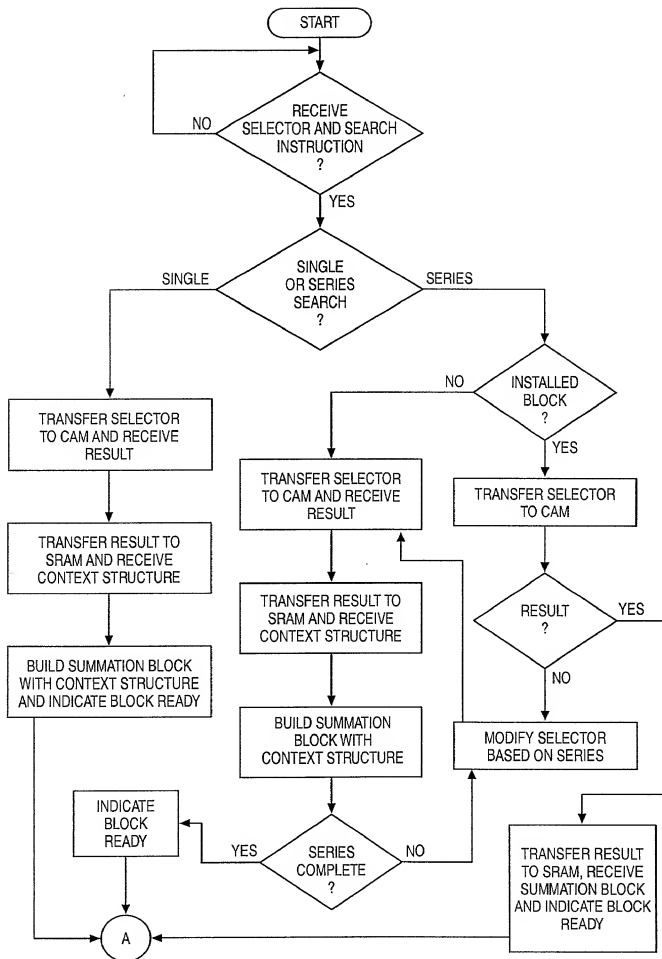 START
RECEIVE
SELECTOR AND SEARCH
INSTRUCTION
?
NO
YES
SINGLE
OR SERIES
SEARCH
?
SINGLE
SERIES
INSTALLED
BLOCK
?
NO
YES
TRANSFER SELECTOR
TO CAM AND RECEIVE
RESULT
TRANSFER RESULT TO
SRAM AND RECEIVE
CONTEXT STRUCTURE
BUILD SUMMATION BLOCK
WITH CONTEXT STRUCTURE
AND INDICATE BLOCK READY
TRANSFER SELECTOR
TO CAM AND RECEIVE
RESULT
TRANSFER RESULT TO
SRAM AND RECEIVE
CONTEXT STRUCTURE
BUILD SUMMATION
BLOCK WITH
CONTEXT STRUCTURE
SERIES
COMPLETE
?
YES
NO
INDICATE
BLOCK
READY
TRANSFER SELECTOR
TO CAM
RESULT
?
YES
NO
MODIFY SELECTOR
BASED ON SERIES
TRANSFER RESULT
TO SRAM, RECEIVE
SUMMATION BLOCK
AND INDICATE BLOCK
READY
A